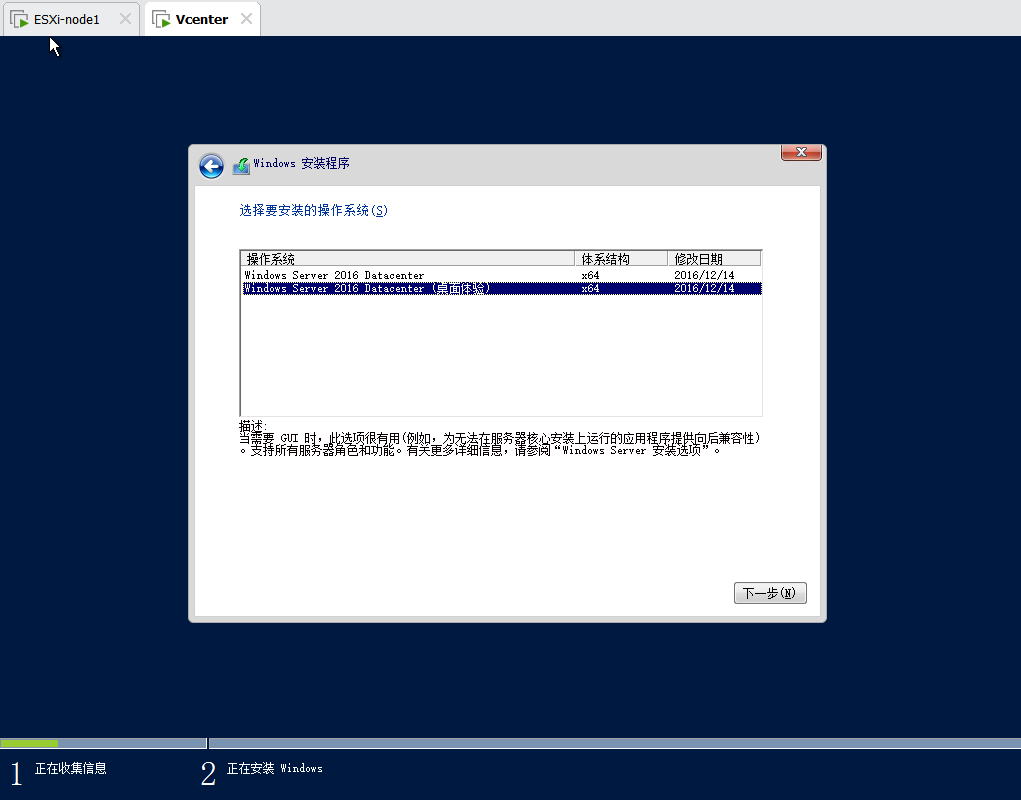 ESXi-node1
Vcenter
Windows 安装程序
选择要安装的操作系统(S)
操作系统 体系结构 修改日期
Windows Server 2016 Datacenter x64 2016/12/14
Windows Server 2016 Datacenter (桌面体验) x64 2016/12/14
描述:
当需要 GUI 时，此选项很有用(例如，为无法在服务器核心安装上运行的应用程序提供向后兼容性)
。支持所有服务器角色和功能。有关更多详细信息，请参阅“Windows Server 安装选项”。
下一步(N)
1 正在收集信息 2 正在安装 Windows